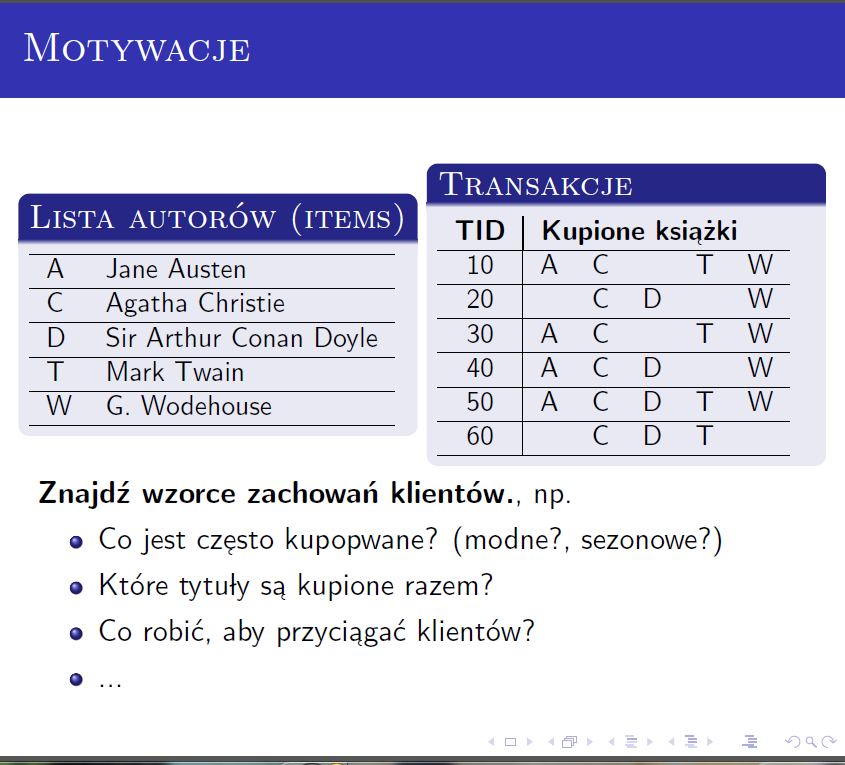 Motywacje
Lista autorów (items)
A Jane Austen
C Agatha Christie
D Sir Arthur Conan Doyle
T Mark Twain
W G. Wodehouse
Transakcje
TID Kupione książki
10 A C T W
20 C D W
30 A C T W
40 A C D W
50 A C D T W
60 C D T
Znajdź wzorce zachowań klientów., np.
Co jest często kupopwane? (modne?, sezonowe?)
Które tytuły są kupione razem?
Co robić, aby przyciągać klientów?
...